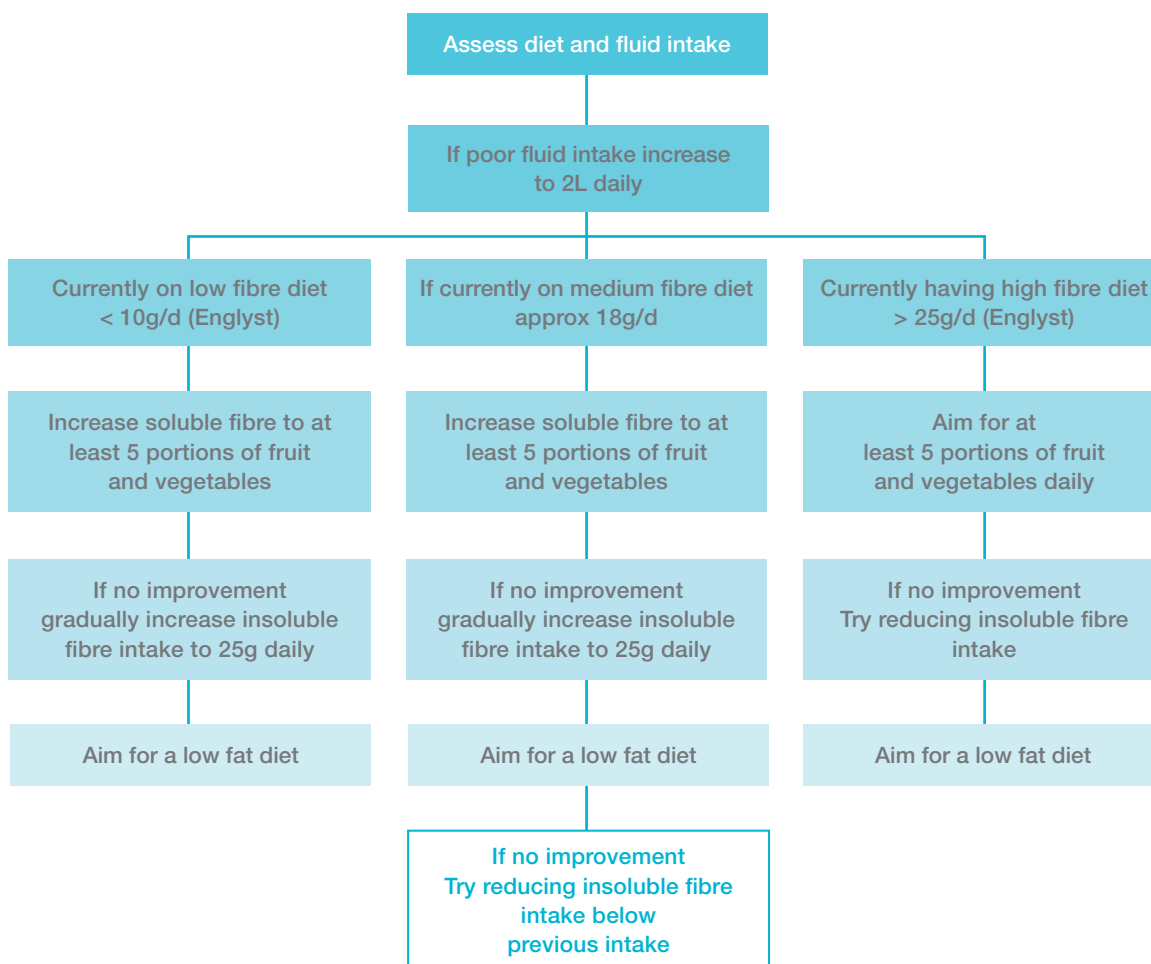 Assess diet and fluid intake
If poor fluid intake increase
to 2L daily
Currently on low fibre diet
< 10g/d (Englyst)
If currently on medium fibre diet
approx 18g/d
Currently having high fibre diet
> 25g/d (Englyst)
Increase soluble fibre to at
least 5 portions of fruit
and vegetables
Increase soluble fibre to at
least 5 portions of fruit
and vegetables
Aim for at
least 5 portions of fruit
and vegetables daily
If no improvement
gradually increase insoluble
fibre intake to 25g daily
If no improvement
gradually increase insoluble
fibre intake to 25g daily
If no improvement
Try reducing insoluble fibre
intake
Aim for a low fat diet
Aim for a low fat diet
Aim for a low fat diet
If no improvement
Try reducing insoluble fibre
intake below
previous intake